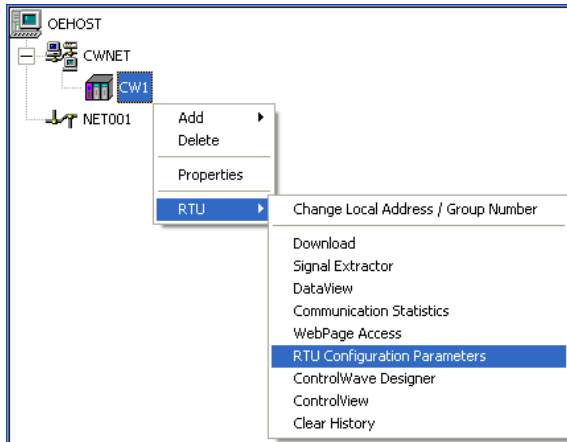 OEHOST
CWNET
CW1
NET001
Add
Delete
Properties
RTU
Change Local Address / Group Number
Download
Signal Extractor
DataView
Communication Statistics
WebPage Access
RTU Configuration Parameters
ControlWave Designer
ControlView
Clear History